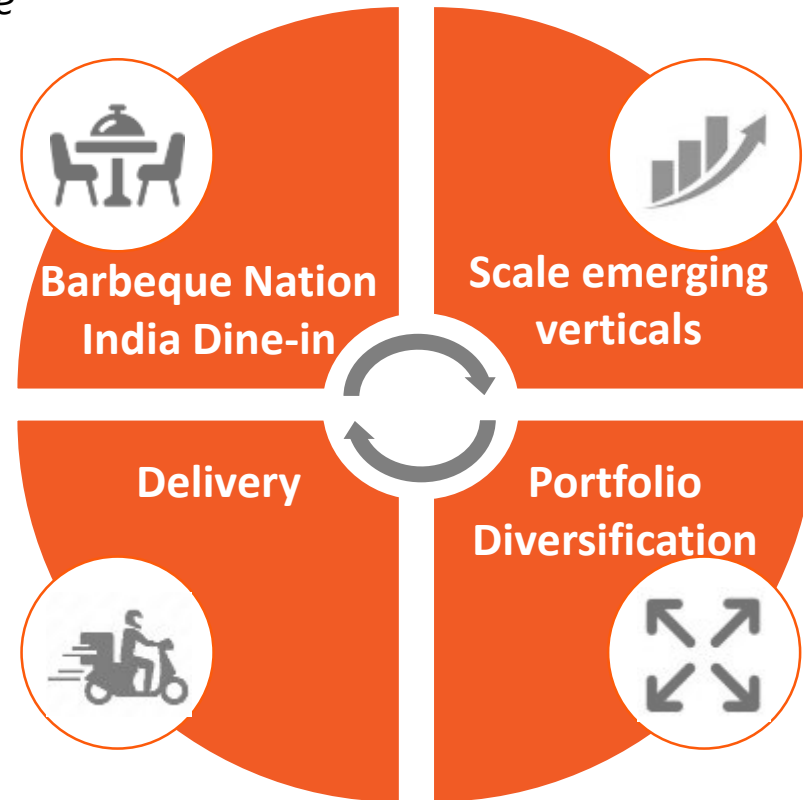 Barbeque Nation
India Dine-in
Scale emerging
verticals
Delivery
Portfolio
Diversification